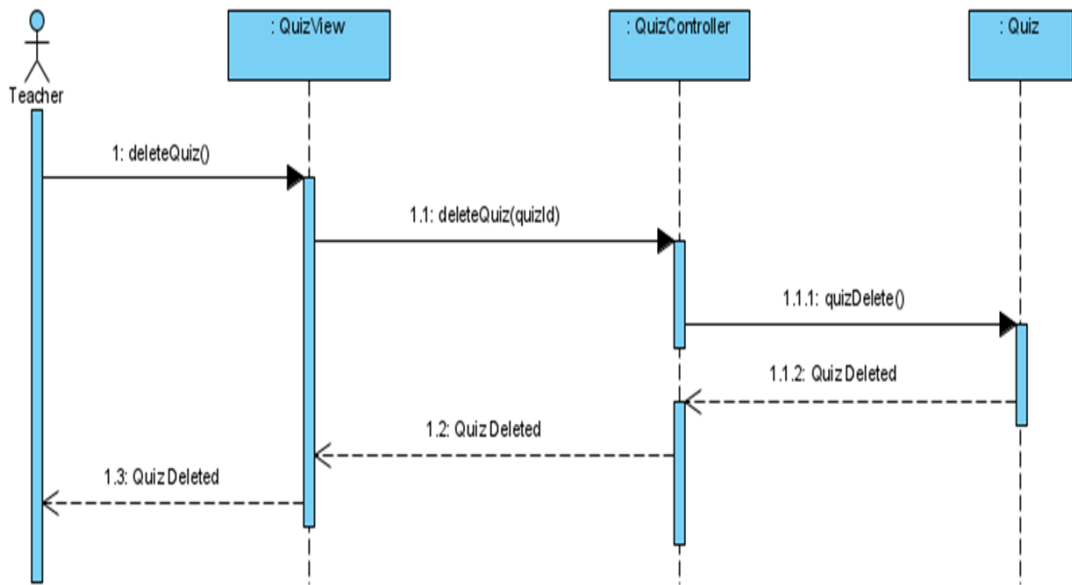 : QuizView
: QuizController
: Quiz
Teacher
1: deleteQuiz()
1.1: deleteQuiz(quizId)
1.1.1: quizDelete()
1.1.2: Quiz Deleted
1.2: Quiz Deleted
1.3: Quiz Deleted